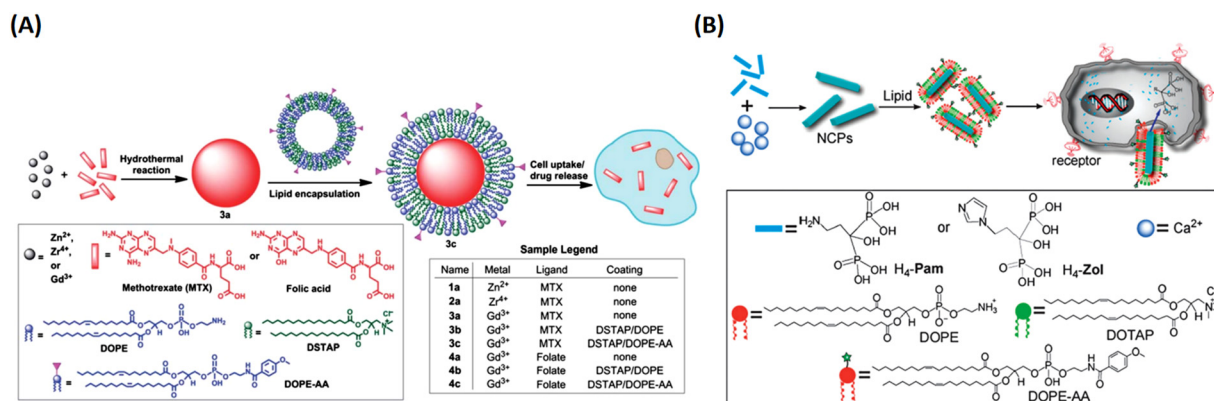 (A)
Zn2+,
Zr4+,
or
Gd3+
Hydrothermal
reaction
3a
Lipid encapsulation
3c
Cell uptake/
drug release
Methotrexate (MTX)
or
Folic acid
DOPE
DSTAP
DOPE-AA
Sample Legend
Name Metal Ligand Coating
1a Zn2+ MTX none
2a Zr4+ MTX none
3a Gd3+ MTX none
3b Gd3+ MTX DSTAP/DOPE
3c Gd3+ MTX DSTAP/DOPE-AA
4a Gd3+ Folate none
4b Gd3+ Folate DSTAP/DOPE
4c Gd3+ Folate DSTAP/DOPE-AA
(B)
NCPs
Lipid
receptor
H4-Pam
or
H4-Zol
= Ca2+
DOPE
DOTAP
DOPE-AA